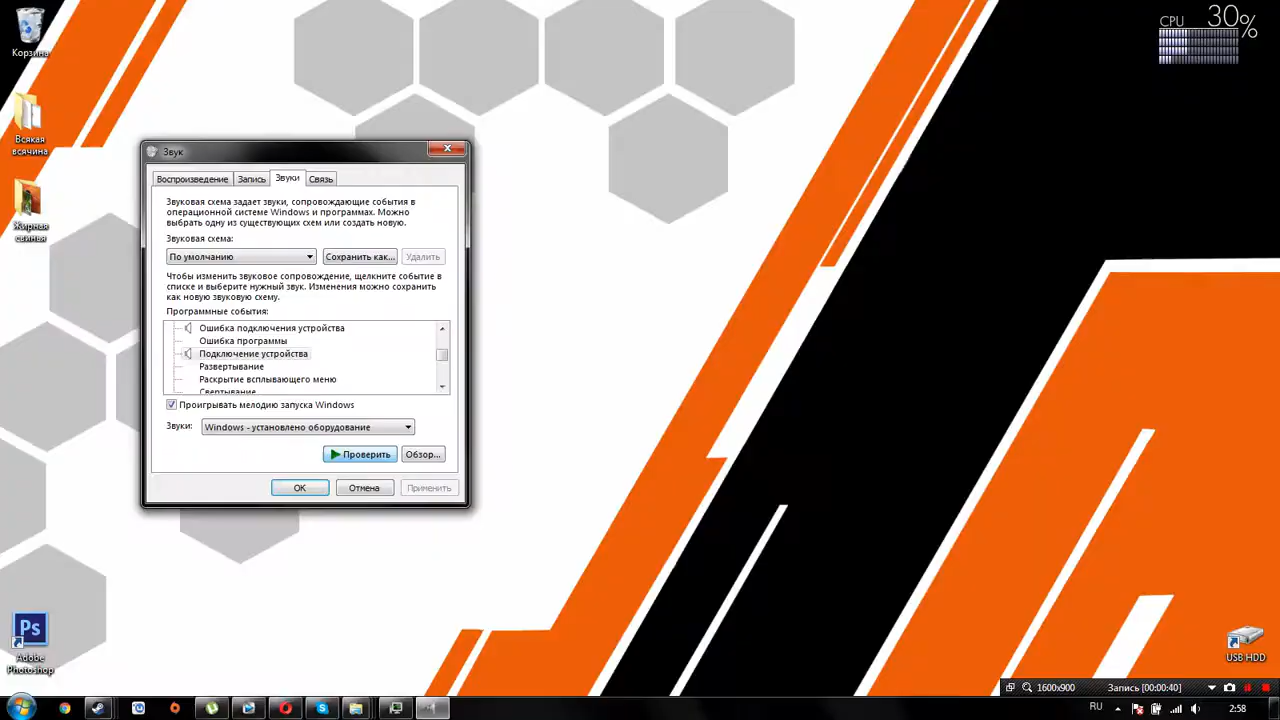 Корзина
CPU 30%
Всякая
всячина
Жирная
свинья
Звук
Воспроизведение Запись Звуки Связь
Звуковая схема задает звуки, сопровождающие события в
операционной системе Windows и программах. Можно
выбрать одну из существующих схем или создать новую.
Звуковая схема:
По умолчанию Сохранить как... Удалить
Чтобы изменить звуковое сопровождение, щелкните событие в
списке и выберите нужный звук. Изменения можно сохранить
как новую звуковую схему.
Программные события:
Ошибка подключения устройства
Ошибка программы
Подключение устройства
Развертывание
Раскрытие всплывающего меню
Свертывание
Проигрывать мелодию запуска Windows
Звуки: Windows - установлено оборудование
Проверить Обзор...
ОК Отмена Применить
Ps
Adobe
Photoshop
USB HDD
1600x900 Запись [00:00:40]
RU 2:58